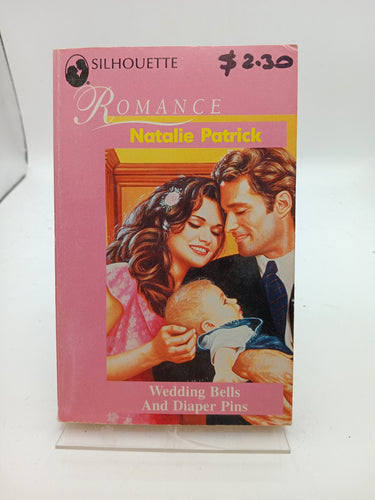 SILHOUETTE
$2.30
ROMANCE
Natalie Patrick
Wedding Bells
And Diaper Pins